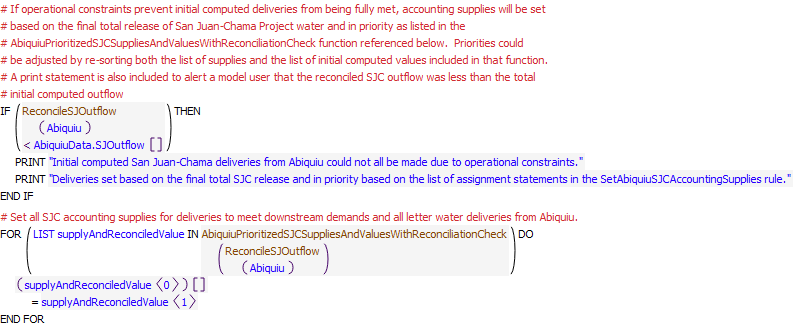 # If operational constraints prevent initial computed deliveries from being fully met, accounting supplies will be set
# based on the final total release of San Juan-Chama Project water and in priority as listed in the
# AbiquiuPrioritizedSJCSuppliesAndValuesWithReconciliationCheck function referenced below.  Priorities could
# be adjusted by re-sorting both the list of supplies and the list of initial computed values included in that function.
# A print statement is also included to alert a model user that the reconciled SJC outflow was less than the total
# initial computed outflow
IF ( ReconcileSJOutflow ) THEN
( Abiquiu )
< AbiquiuData.SJOutflow []
PRINT "Initial computed San Juan-Chama deliveries from Abiquiu could not all be made due to operational constraints."
PRINT "Deliveries set based on the final total SJC release and in priority based on the list of assignment statements in the SetAbiquiuSJCAccountingSupplies rule."
END IF
# Set all SJC accounting supplies for deliveries to meet downstream demands and all letter water deliveries from Abiquiu.
FOR ( LIST supplyAndReconciledValue IN AbiquiuPrioritizedSJCSuppliesAndValuesWithReconciliationCheck ) DO
( ReconcileSJOutflow )
( Abiquiu )
( supplyAndReconciledValue 〈0〉 ) []
= supplyAndReconciledValue 〈1〉
END FOR